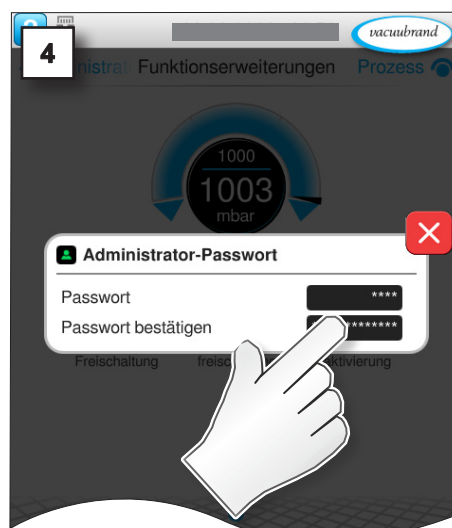 vacuubrand
4
Funktionserweiterungen
Prozess
1000
1003
mbar
Administrator-Passwort
Passwort
****
Passwort bestätigen
Freischaltung